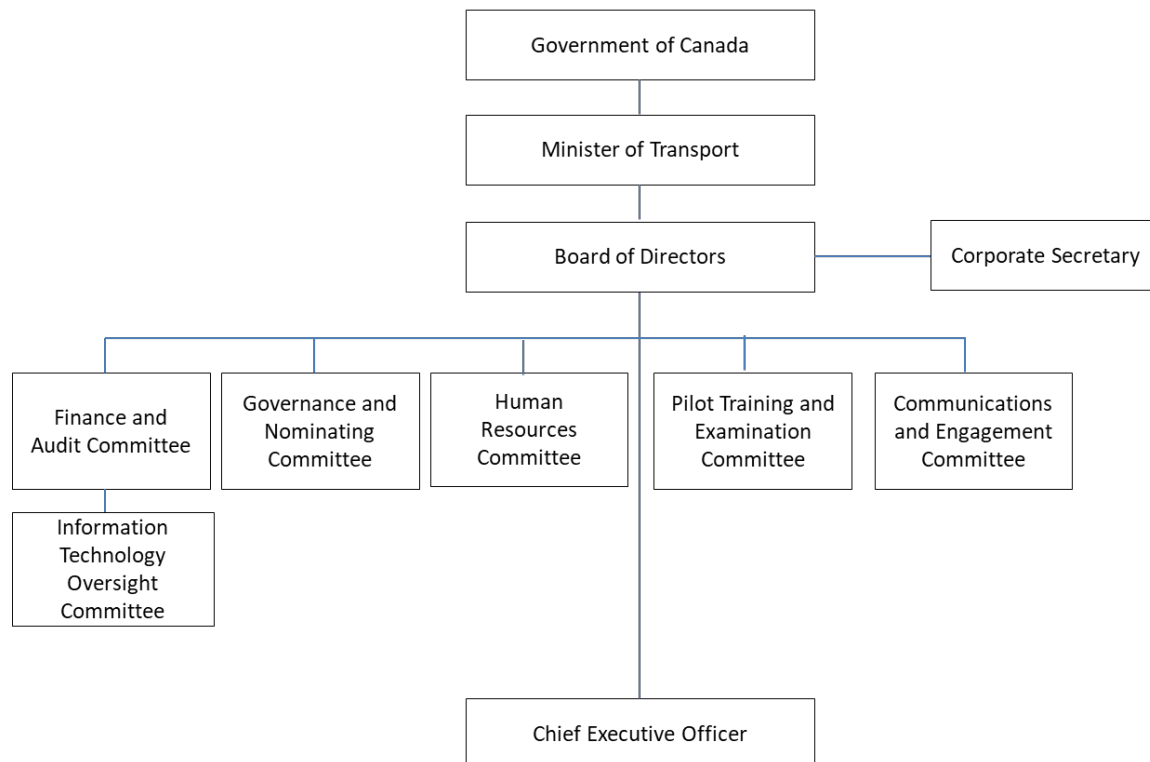 Government of Canada
Minister of Transport
Board of Directors
Corporate Secretary
Finance and
Audit Committee
Governance and
Nominating
Committee
Human
Resources
Committee
Pilot Training and
Examination
Committee
Communications
and Engagement
Committee
Information
Technology
Oversight
Committee
Chief Executive Officer